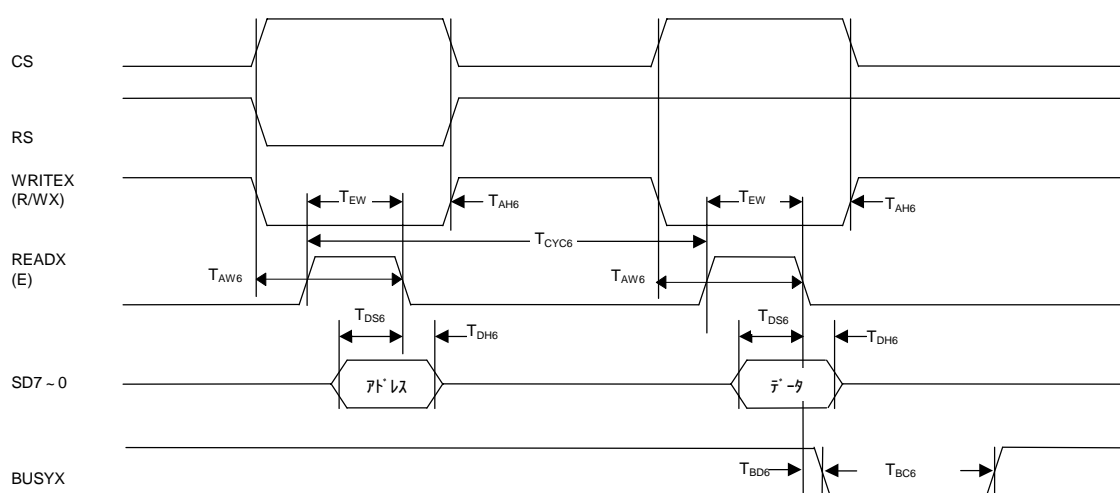 CS
RS
WRITEX
(R/WX)
TEW
TAH6
TEW
TAH6
TCYC6
READX
(E)
TAW6
TAW6
TDS6
TDH6
TDS6
TDH6
SD7~0
ｱﾄﾞﾚｽ
ﾃﾞｰﾀ
BUSYX
TBD6
TBC6